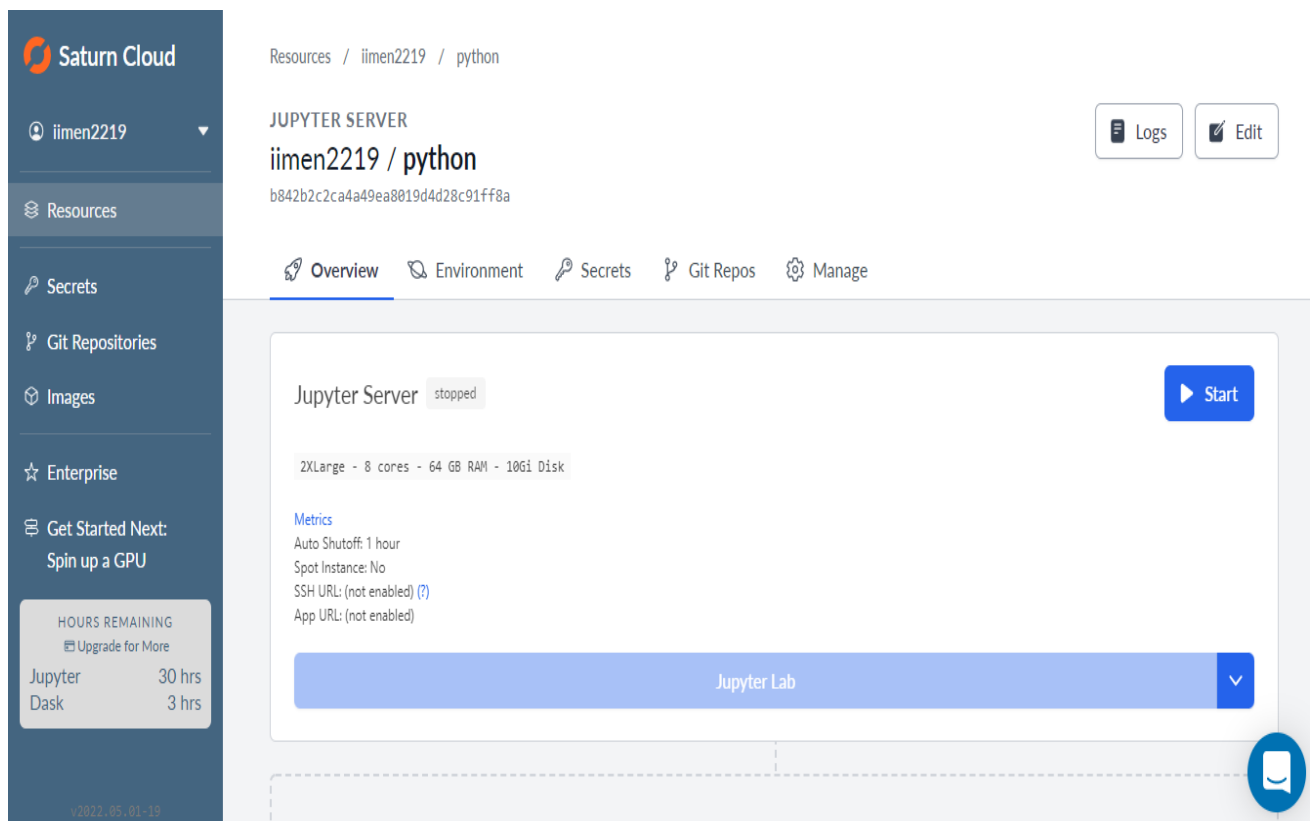 Saturn Cloud
iimen2219
Resources
Secrets
Git Repositories
Images
Enterprise
Get Started Next:
Spin up a GPU
HOURS REMAINING
Upgrade for More
Jupyter 30 hrs
Dask 3 hrs
v2022.05.01-19
Resources / iimen2219 / python
JUPYTER SERVER
iimen2219 / python
b842b2c2ca4a49ea8019d4d28c91ff8a
Logs
Edit
Overview Environment Secrets Git Repos Manage
Jupyter Server stopped
Start
2XLarge - 8 cores - 64 GB RAM - 10Gi Disk
Metrics
Auto Shutoff: 1 hour
Spot Instance: No
SSH URL: (not enabled) (?)
App URL: (not enabled)
Jupyter Lab